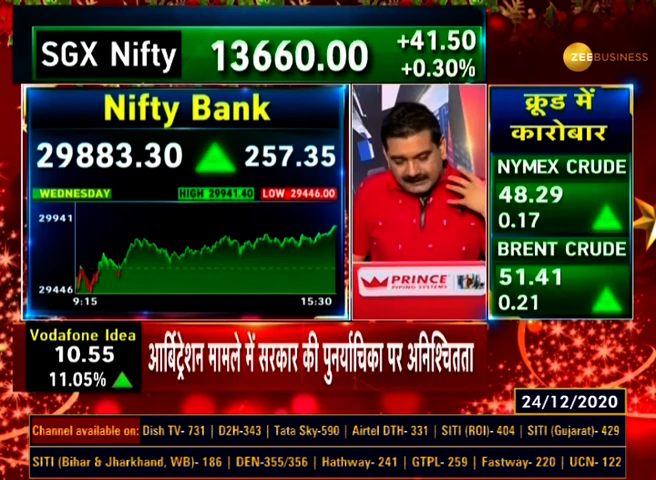 SGX Nifty 13660.00 +41.50
+0.30%
ZEE BUSINESS
Nifty Bank
29883.30 257.35
WEDNESDAY HIGH 29941.40 LOW 29446.00
29941
29446
9:15 15:30
PRINCE
PIPING SYSTEMS
क्रूड में
कारोबार
NYMEX CRUDE
48.29
0.17
BRENT CRUDE
51.41
0.21
Vodafone Idea
10.55
11.05%
आर्बिट्रेशन मामले में सरकार की पुनर्याचिका पर अनिश्चितता
24/12/2020
Channel available on: Dish TV- 731 | D2H-343 | Tata Sky-590 | Airtel DTH- 331 | SITI (ROI)- 404 | SITI (Gujarat)- 429
SITI (Bihar & Jharkhand, WB)- 186 | DEN-355/356 | Hathway- 241 | GTPL- 259 | Fastway- 220 | UCN- 122